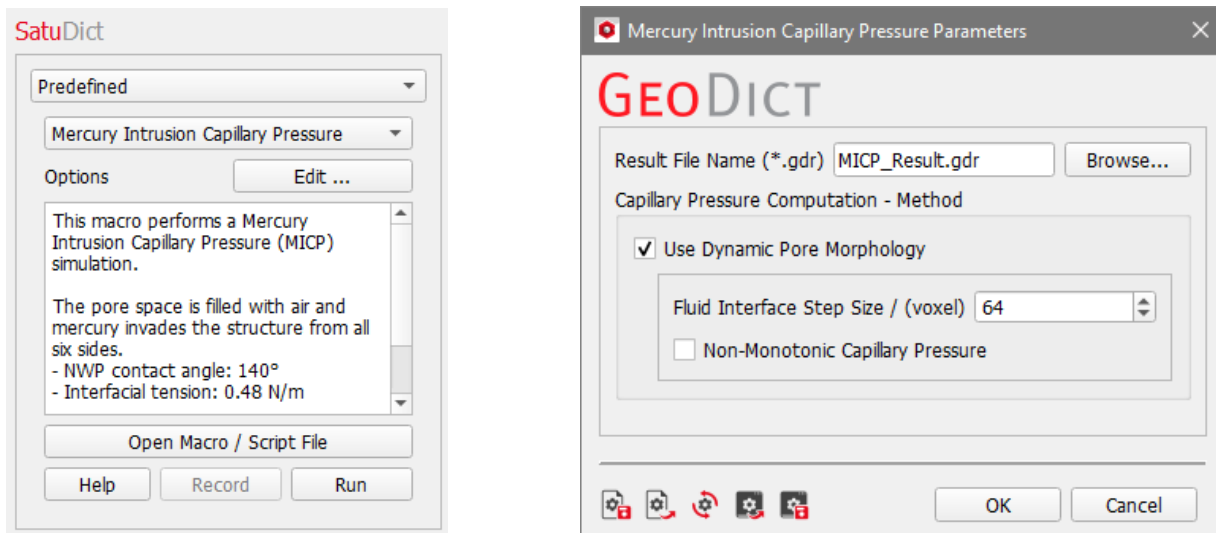 SatuDict
Predefined
Mercury Intrusion Capillary Pressure
Options
Edit ...
This macro performs a Mercury
Intrusion Capillary Pressure (MICP)
simulation.
The pore space is filled with air and
mercury invades the structure from all
six sides.
- NWP contact angle: 140°
- Interfacial tension: 0.48 N/m
Open Macro / Script File
Help
Record
Run
Mercury Intrusion Capillary Pressure Parameters
GEODICT
Result File Name (*.gdr)
MICP_Result.gdr
Browse...
Capillary Pressure Computation - Method
Use Dynamic Pore Morphology
Fluid Interface Step Size / (voxel)
64
Non-Monotonic Capillary Pressure
OK
Cancel